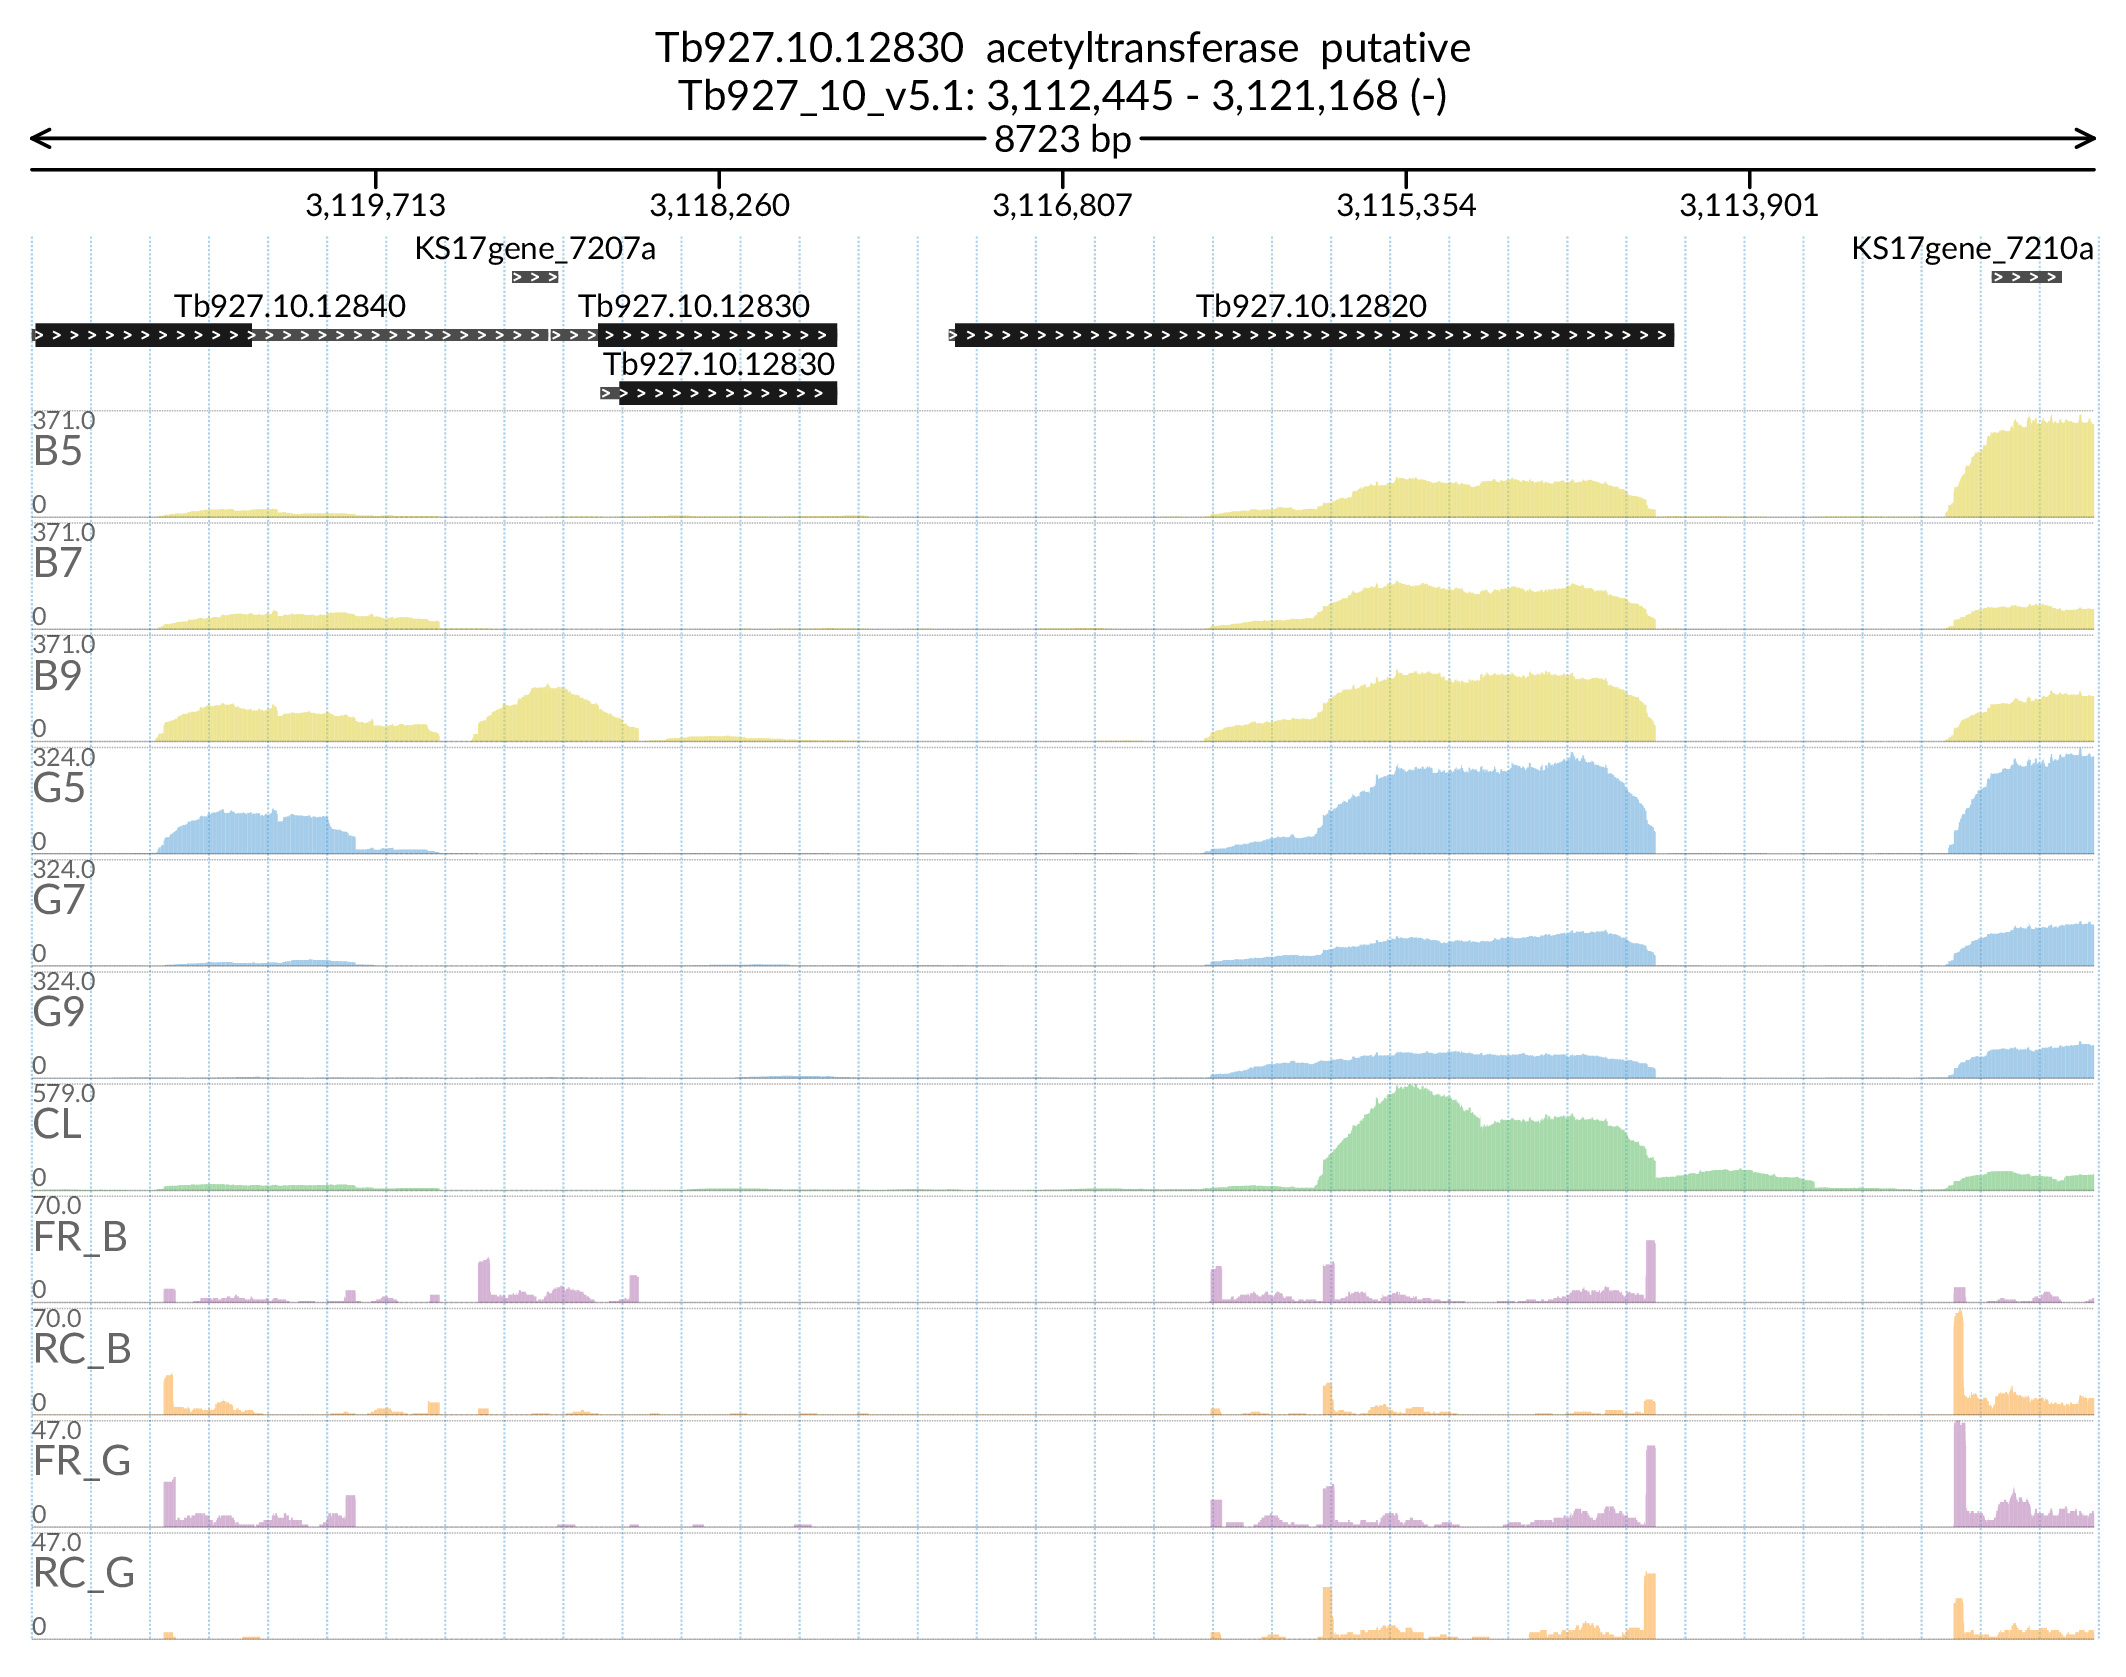 Tb927.10.12830 acetyltransferase putative
Tb927_10_v5.1: 3,112,445 - 3,121,168 (-)
8723 bp
3,119,713 3,118,260 3,116,807 3,115,354 3,113,901
KS17gene_7207a KS17gene_7210a
Tb927.10.12840 Tb927.10.12830 Tb927.10.12820
Tb927.10.12830
371.0
B5
0
371.0
B7
0
371.0
B9
0
324.0
G5
0
324.0
G7
0
324.0
G9
0
579.0
CL
0
70.0
FR_B
0
70.0
RC_B
0
47.0
FR_G
0
47.0
RC_G
0